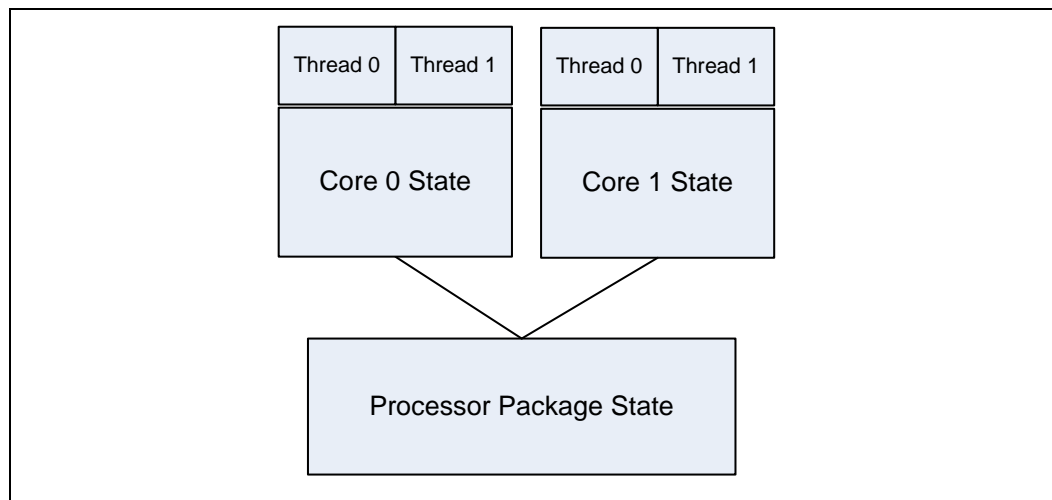 Thread 0
Thread 1
Thread 0
Thread 1
Core 0 State
Core 1 State
Processor Package State